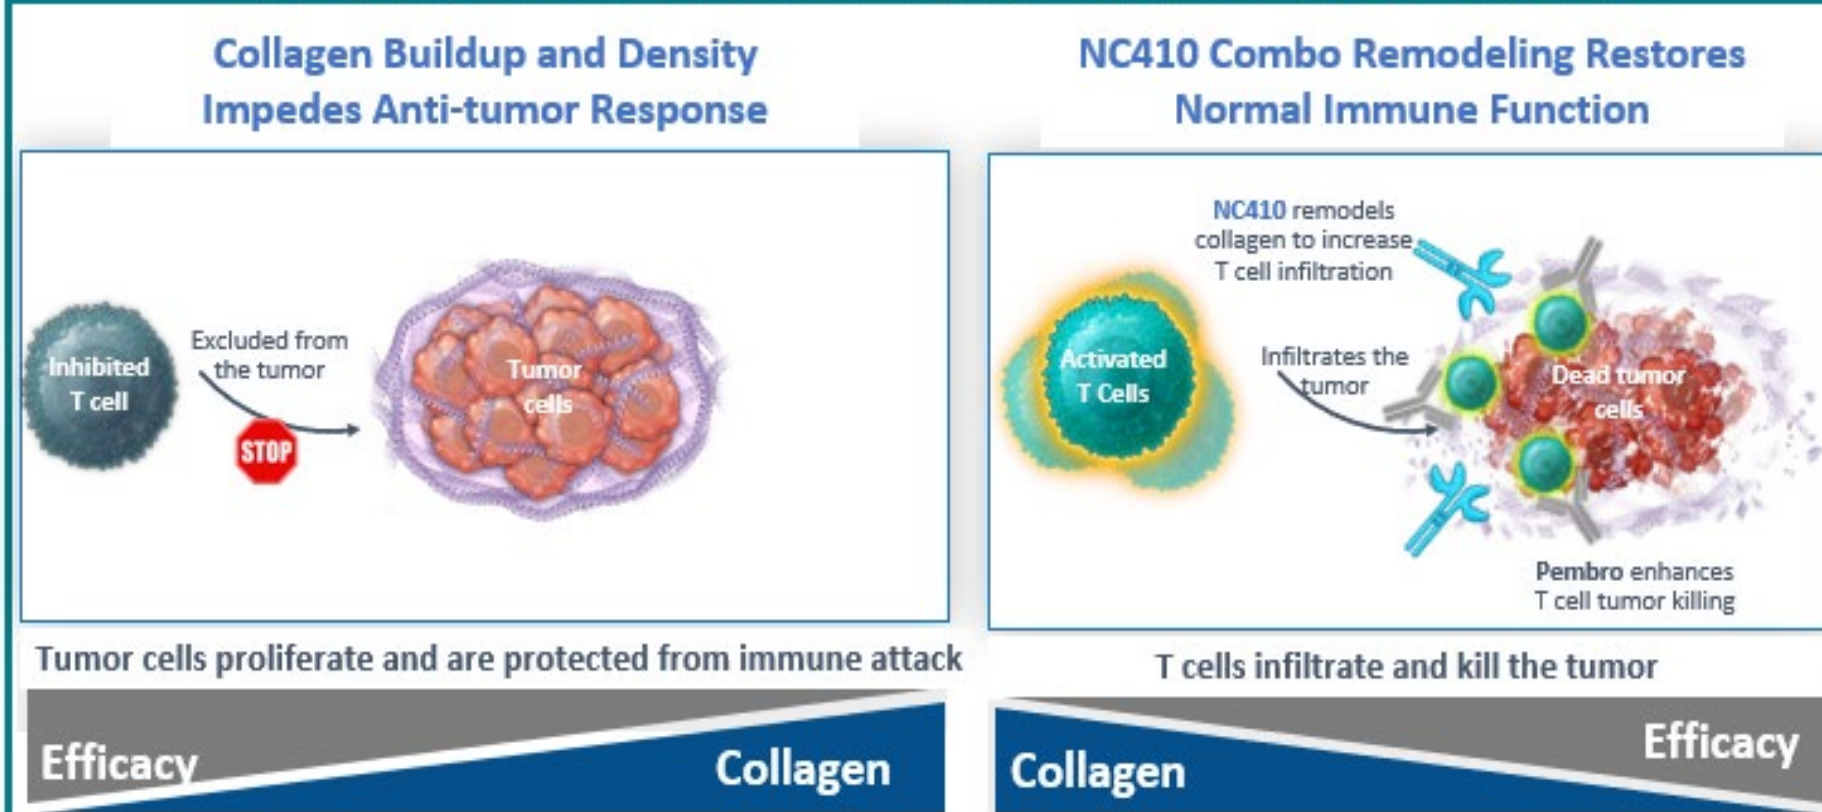 Collagen Buildup and Density
Impedes Anti-tumor Response
Inhibited
T cell
Excluded from
the tumor
STOP
Tumor
cells
Tumor cells proliferate and are protected from immune attack
Efficacy
Collagen
NC410 Combo Remodeling Restores
Normal Immune Function
NC410 remodels
collagen to increase
T cell infiltration
Activated
T Cells
Infiltrates the
tumor
Dead tumor
cells
Pembro enhances
T cell tumor killing
T cells infiltrate and kill the tumor
Collagen
Efficacy